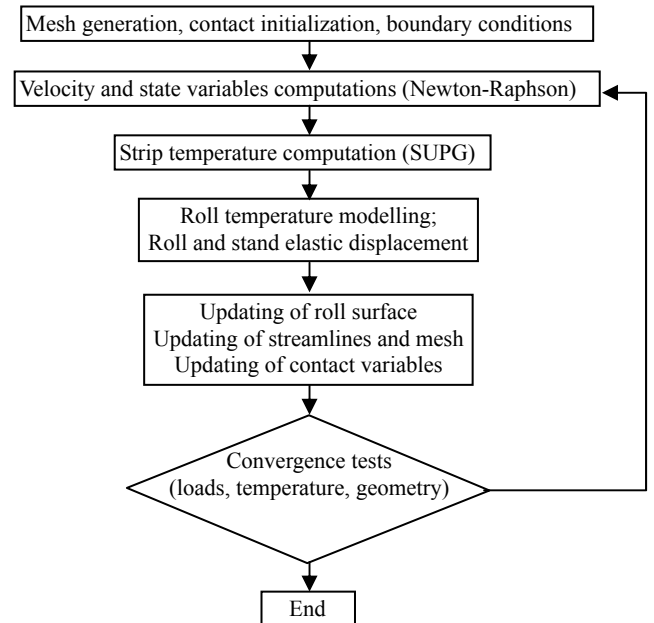 Mesh generation, contact initialization, boundary conditions
Velocity and state variables computations (Newton-Raphson)
Strip temperature computation (SUPG)
Roll temperature modelling;
Roll and stand elastic displacement
Updating of roll surface
Updating of streamlines and mesh
Updating of contact variables
Convergence tests
(loads, temperature, geometry)
End